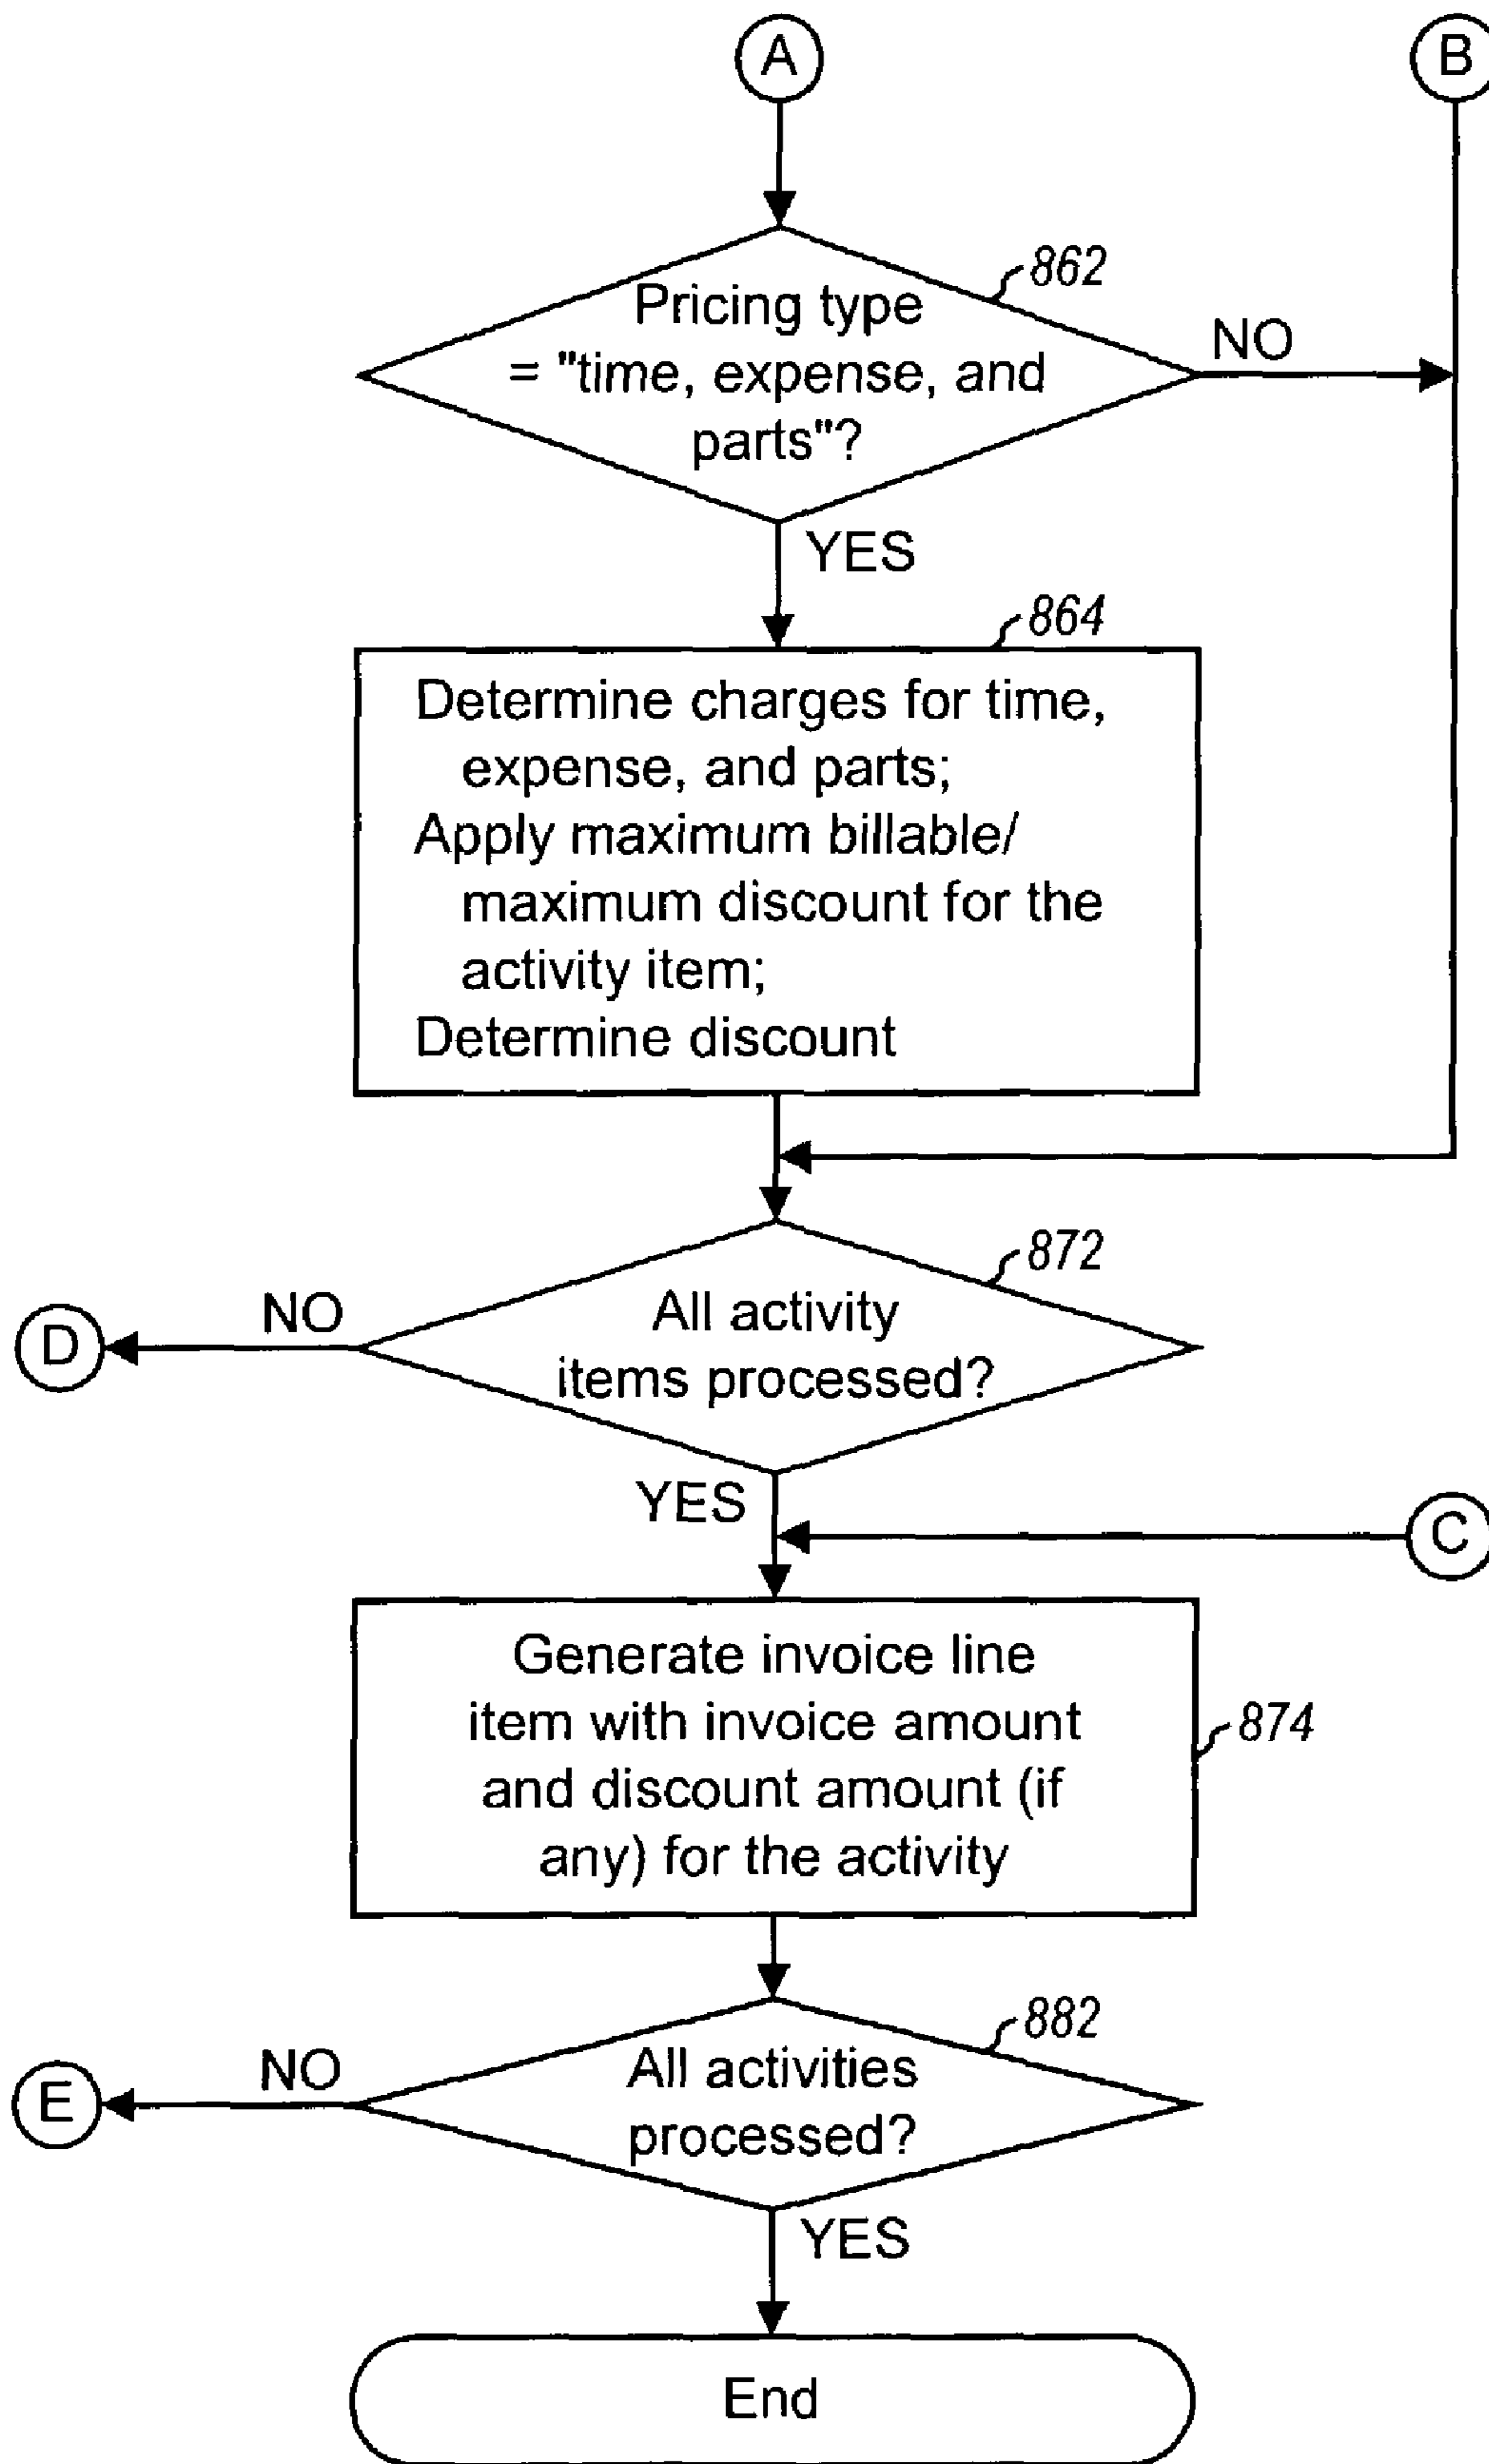 A
B
862
Pricing type
= "time, expense, and
parts"?
NO
YES
864
Determine charges for time,
expense, and parts;
Apply maximum billable/
maximum discount for the
activity item;
Determine discount
872
All activity
items processed?
NO
D
YES
C
Generate invoice line
item with invoice amount
and discount amount (if
any) for the activity
874
882
All activities
processed?
NO
E
YES
End